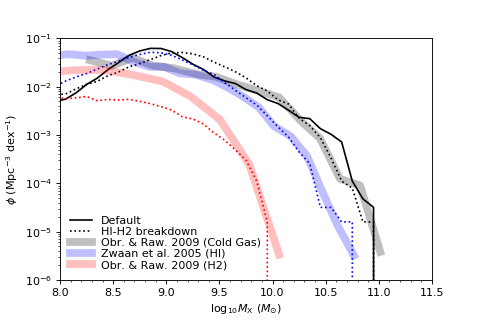 10⁻¹
10⁻²
10⁻³
10⁻⁴
10⁻⁵
10⁻⁶
ϕ (Mpc⁻³ dex⁻¹)
Default
HI-H2 breakdown
Obr. & Raw. 2009 (Cold Gas)
Zwaan et al. 2005 (HI)
Obr. & Raw. 2009 (H2)
8.0 8.5 9.0 9.5 10.0 10.5 11.0 11.5
log₁₀Mₓ (M⊙)